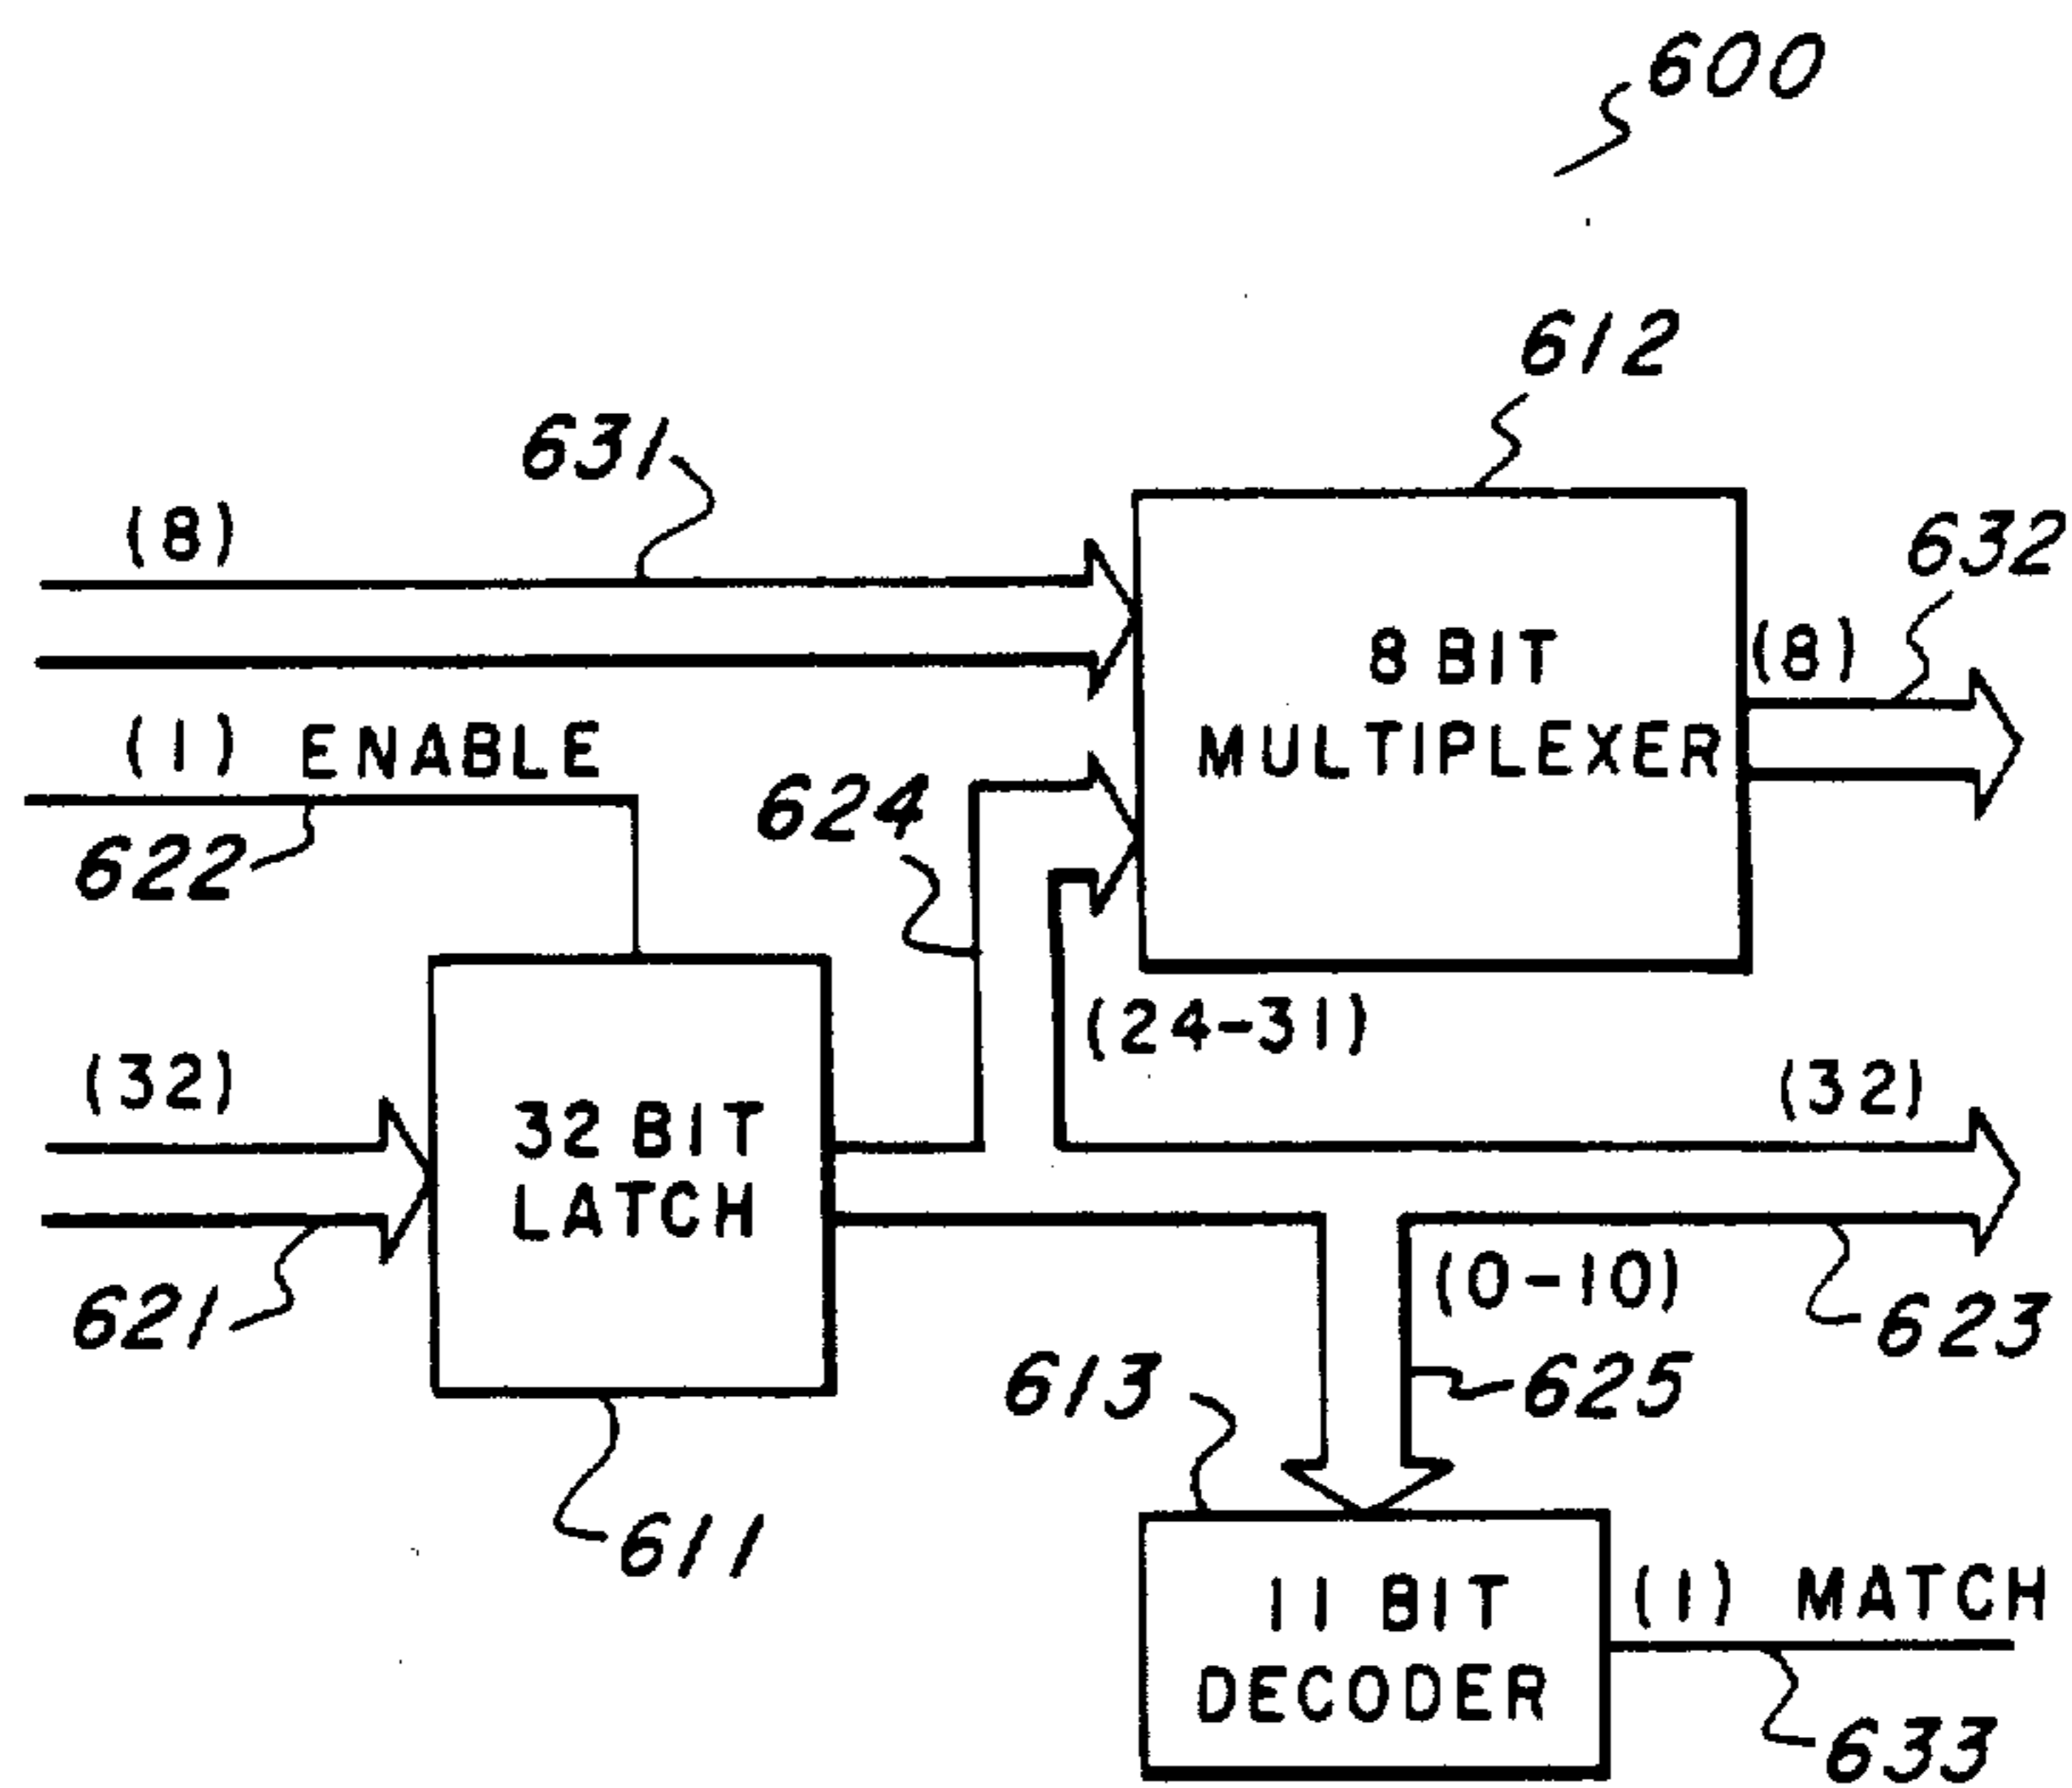 600
612
631
(8)
632
8 BIT
(8)
(1) ENABLE
MULTIPLEXER
624
622
(24-31)
(32)
(32)
32 BIT
LATCH
(0-10)
621
623
613
625
611
11 BIT
(1) MATCH
DECODER
633